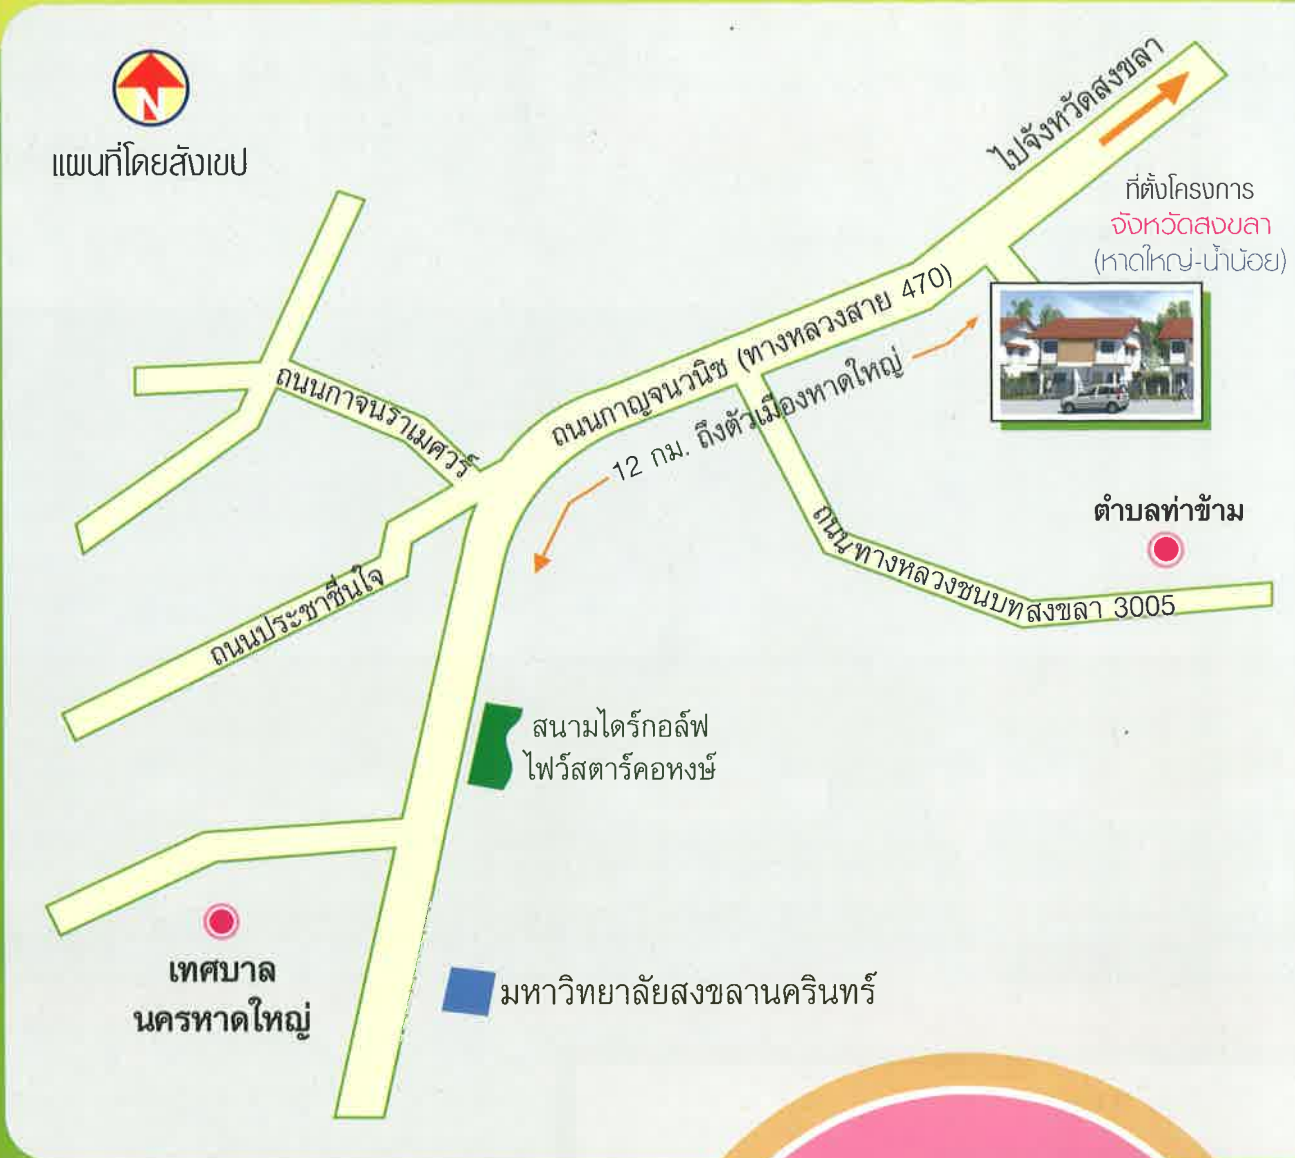 N
แผนที่โดยสังเขป
ไปจังหวัดสงขลา
ที่ตั้งโครงการ
จังหวัดสงขลา
(หาดใหญ่-น้ำน้อย)
ถนนกาญจนวนิช (ทางหลวงสาย 470)
12 กม. ถึงตัวเมืองหาดใหญ่
ถนนกาจนราเมศวร์
ตำบลท่าข้าม
ถนนทางหลวงชนบทสงขลา 3005
ถนนประชาชื่นใจ
สนามไดร์กอล์ฟ
ไฟว์สตาร์คอหงษ์
เทศบาล
นครหาดใหญ่
มหาวิทยาลัยสงขลานครินทร์